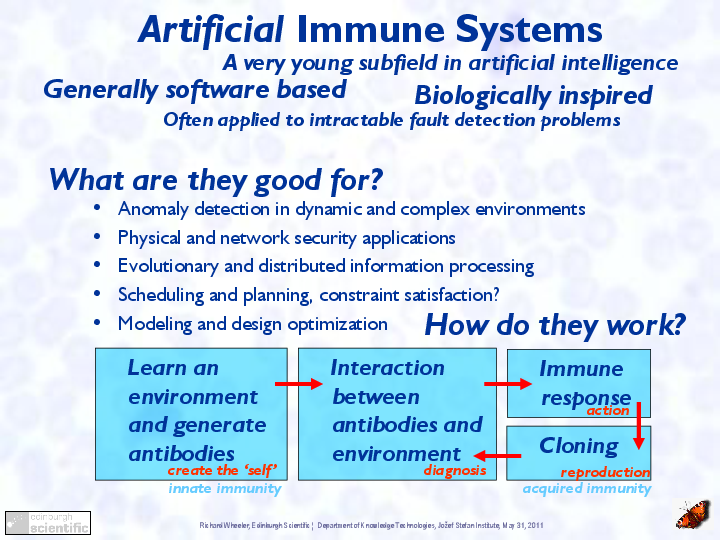 Artificial Immune Systems
A very young subfield in artificial intelligence
Generally software based
Biologically inspired
Often applied to intractable fault detection problems
What are they good for?
• Anomaly detection in dynamic and complex environments
• Physical and network security applications
• Evolutionary and distributed information processing
• Scheduling and planning, constraint satisfaction?
• Modeling and design optimization
How do they work?
Learn an
environment
and generate
antibodies
create the ‘self’
innate immunity
Interaction
between
antibodies and
environment
diagnosis
Immune
response
action
Cloning
reproduction
acquired immunity
edinburgh
scientific
Richard Wheeler, Edinburgh Scientific ¦ Department of Knowledge Technologies, Jožef Stefan Institute, May 31, 2011